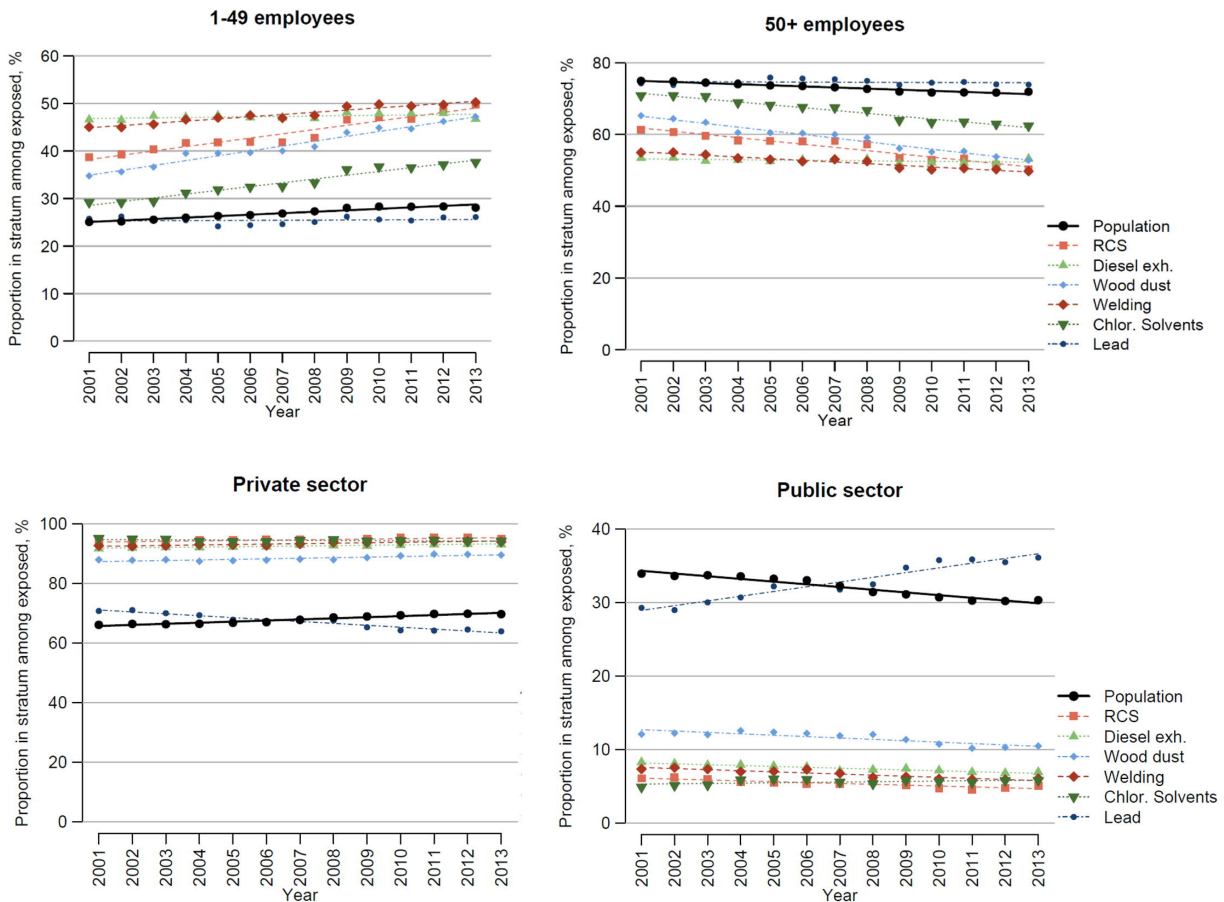 1-49 employees
Proportion in stratum among exposed, %
60
50
40
30
20
10
0
2001
2002
2003
2004
2005
2006
2007
2008
2009
2010
2011
2012
2013
Year
50+ employees
Proportion in stratum among exposed, %
80
60
40
20
0
2001
2002
2003
2004
2005
2006
2007
2008
2009
2010
2011
2012
2013
Year
Population
RCS
Diesel exh.
Wood dust
Welding
Chlor. Solvents
Lead
Private sector
Proportion in stratum among exposed, %
100
80
60
40
20
0
2001
2002
2003
2004
2005
2006
2007
2008
2009
2010
2011
2012
2013
Year
Public sector
Proportion in stratum among exposed, %
40
30
20
10
0
2001
2002
2003
2004
2005
2006
2007
2008
2009
2010
2011
2012
2013
Year
Population
RCS
Diesel exh.
Wood dust
Welding
Chlor. Solvents
Lead